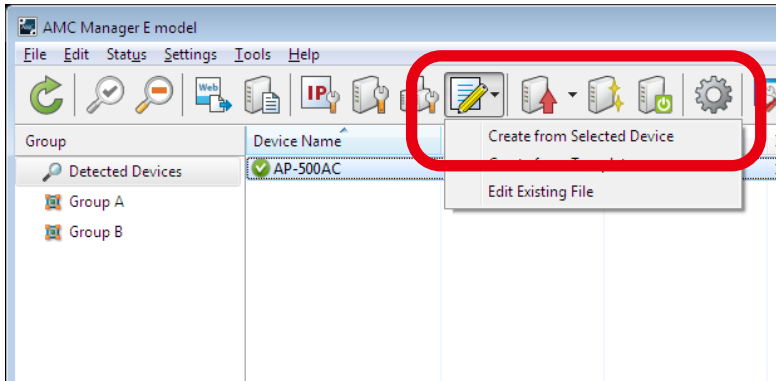 AMC Manager E model
File Edit Status Settings Tools Help
Web
IP
Group
Device Name
Detected Devices
AP-500AC
Group A
Group B
Create from Selected Device
Edit Existing File